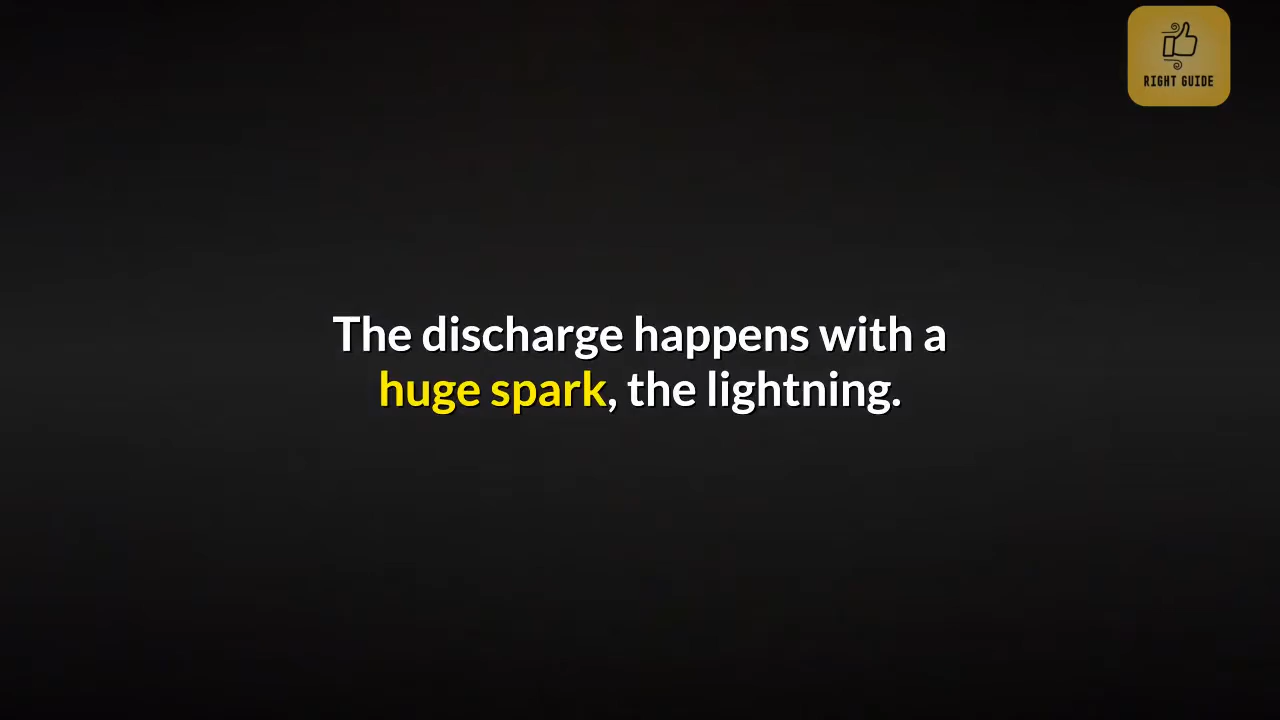 RIGHT GUIDE
The discharge happens with a
huge spark, the lightning.